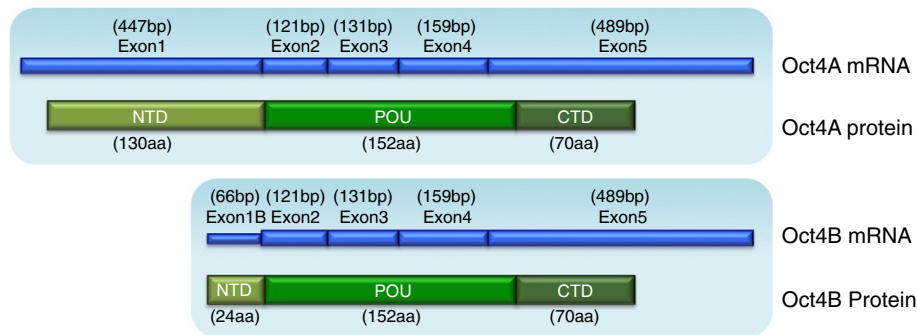 (447bp) (121bp) (131bp) (159bp) (489bp)
Exon1 Exon2 Exon3 Exon4 Exon5
Oct4A mRNA
NTD POU CTD
Oct4A protein
(130aa) (152aa) (70aa)
(66bp) (121bp) (131bp) (159bp) (489bp)
Exon1B Exon2 Exon3 Exon4 Exon5
Oct4B mRNA
NTD POU CTD
Oct4B Protein
(24aa) (152aa) (70aa)